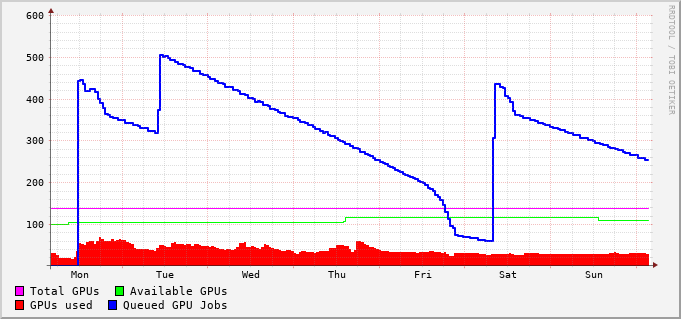 600
500
400
300
200
100
Mon Tue Wed Thu Fri Sat Sun
Total GPUs Available GPUs
GPUs used Queued GPU Jobs
RRDTOOL / TOBI OETIKER